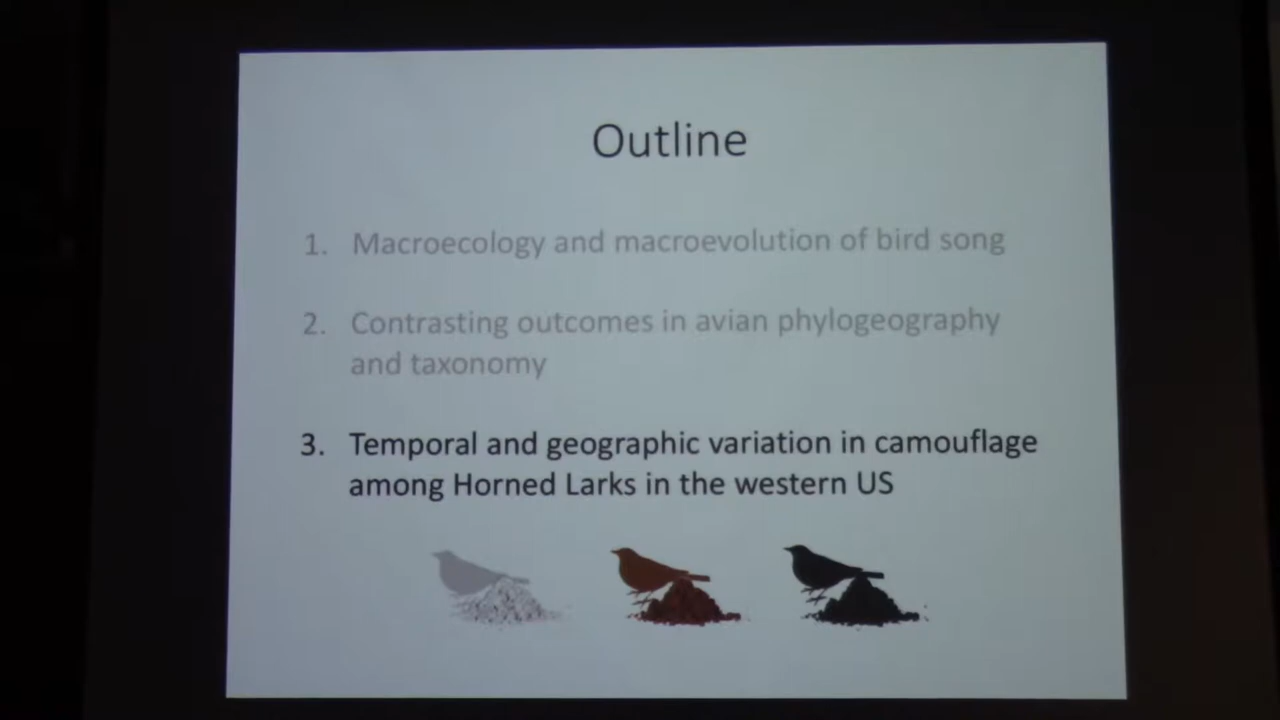 Outline
1. Macroecology and macroevolution of bird song
2. Contrasting outcomes in avian phylogeography
and taxonomy
3. Temporal and geographic variation in camouflage
among Horned Larks in the western US